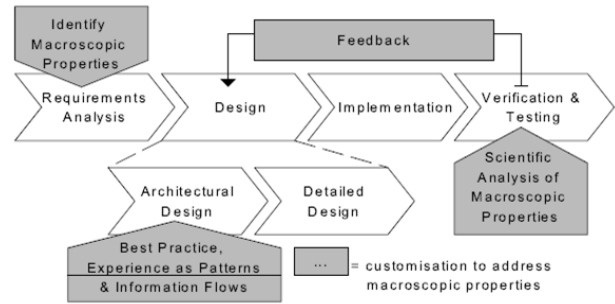 Identify
Macroscopic
Properties
Feedback
Requirements
Analysis
Design
Implementation
Verification &
Testing
Architectural
Design
Detailed
Design
Scientific
Analysis of
Macroscopic
Properties
Best Practice,
Experience as Patterns
& Information Flows
... = customisation to address
macroscopic properties